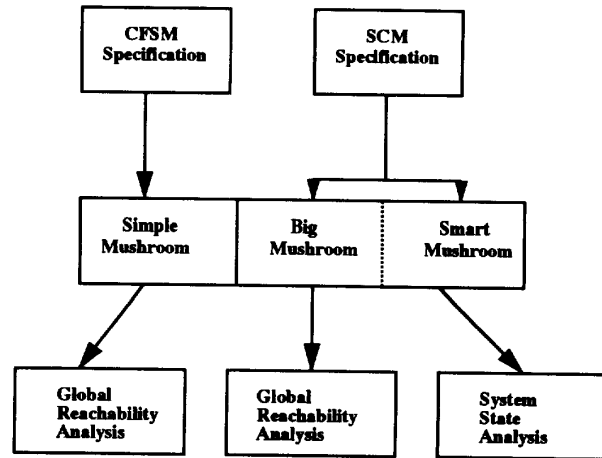 CFSM
Specification
SCM
Specification
Simple
Mushroom
Big
Mushroom
Smart
Mushroom
Global
Reachability
Analysis
Global
Reachability
Analysis
System
State
Analysis